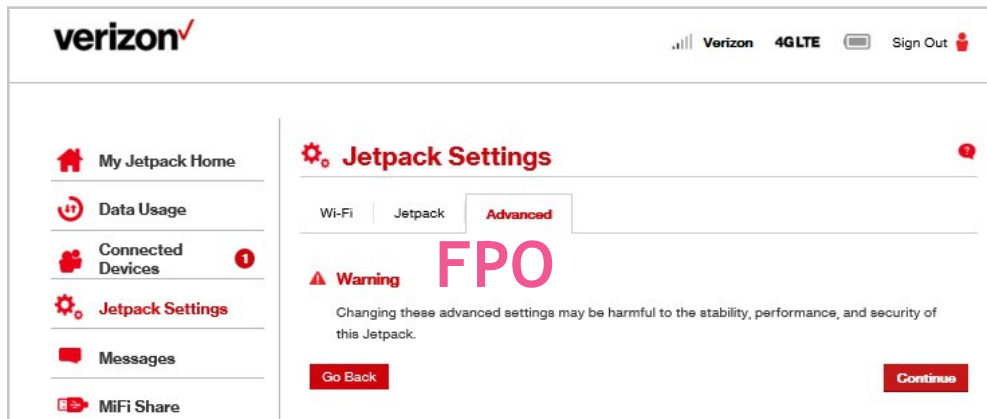 verizon
Verizon 4G LTE Sign Out
My Jetpack Home
Data Usage
Connected
Devices
1
Jetpack Settings
Messages
MiFi Share
Jetpack Settings
?
Wi-Fi Jetpack Advanced
FPO
Warning
Changing these advanced settings may be harmful to the stability, performance, and security of
this Jetpack.
Go Back Continue